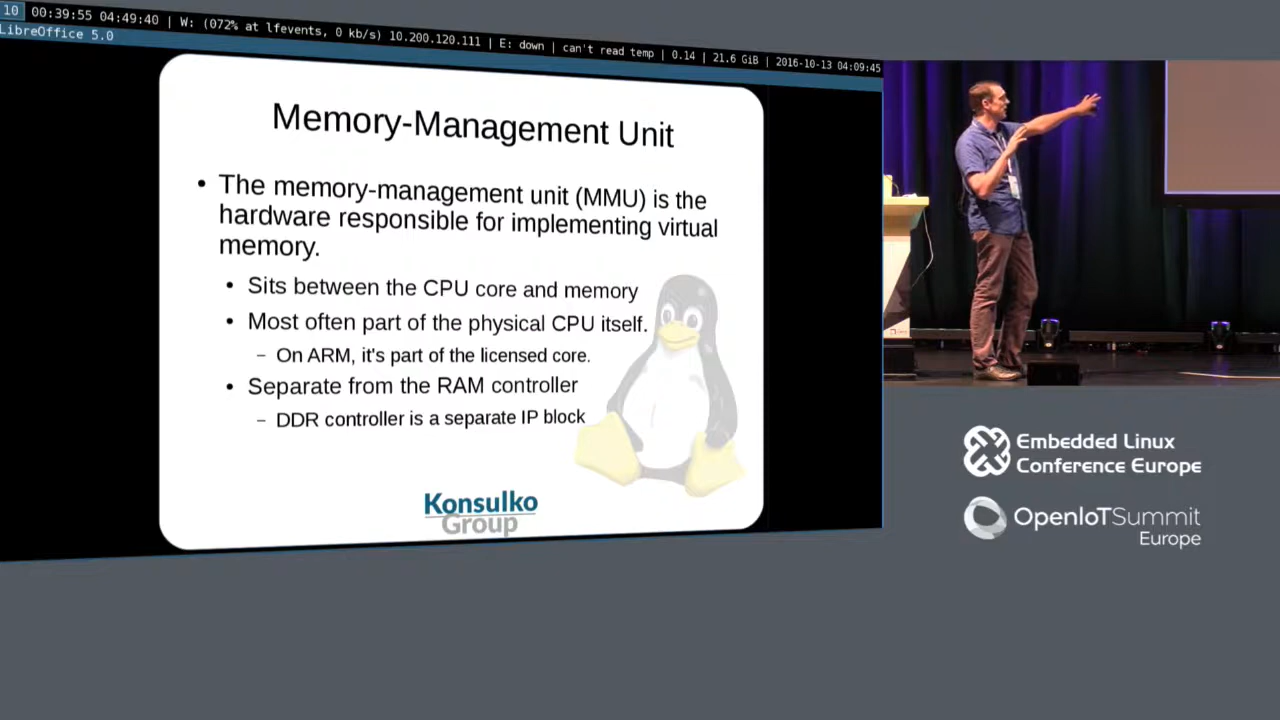 10 00:39:55 04:49:40 | W: (072% at lfevents, 0 kb/s) 10.200.120.111 | E: down | can't read temp | 0.14 | 21.6 GiB | 2016-10-13 04:09:45
LibreOffice 5.0
Memory-Management Unit
• The memory-management unit (MMU) is the
hardware responsible for implementing virtual
memory.
• Sits between the CPU core and memory
• Most often part of the physical CPU itself.
– On ARM, it's part of the licensed core.
• Separate from the RAM controller
– DDR controller is a separate IP block
Konsulko
Group
Embedded Linux
Conference Europe
OpenIoTSummit
Europe